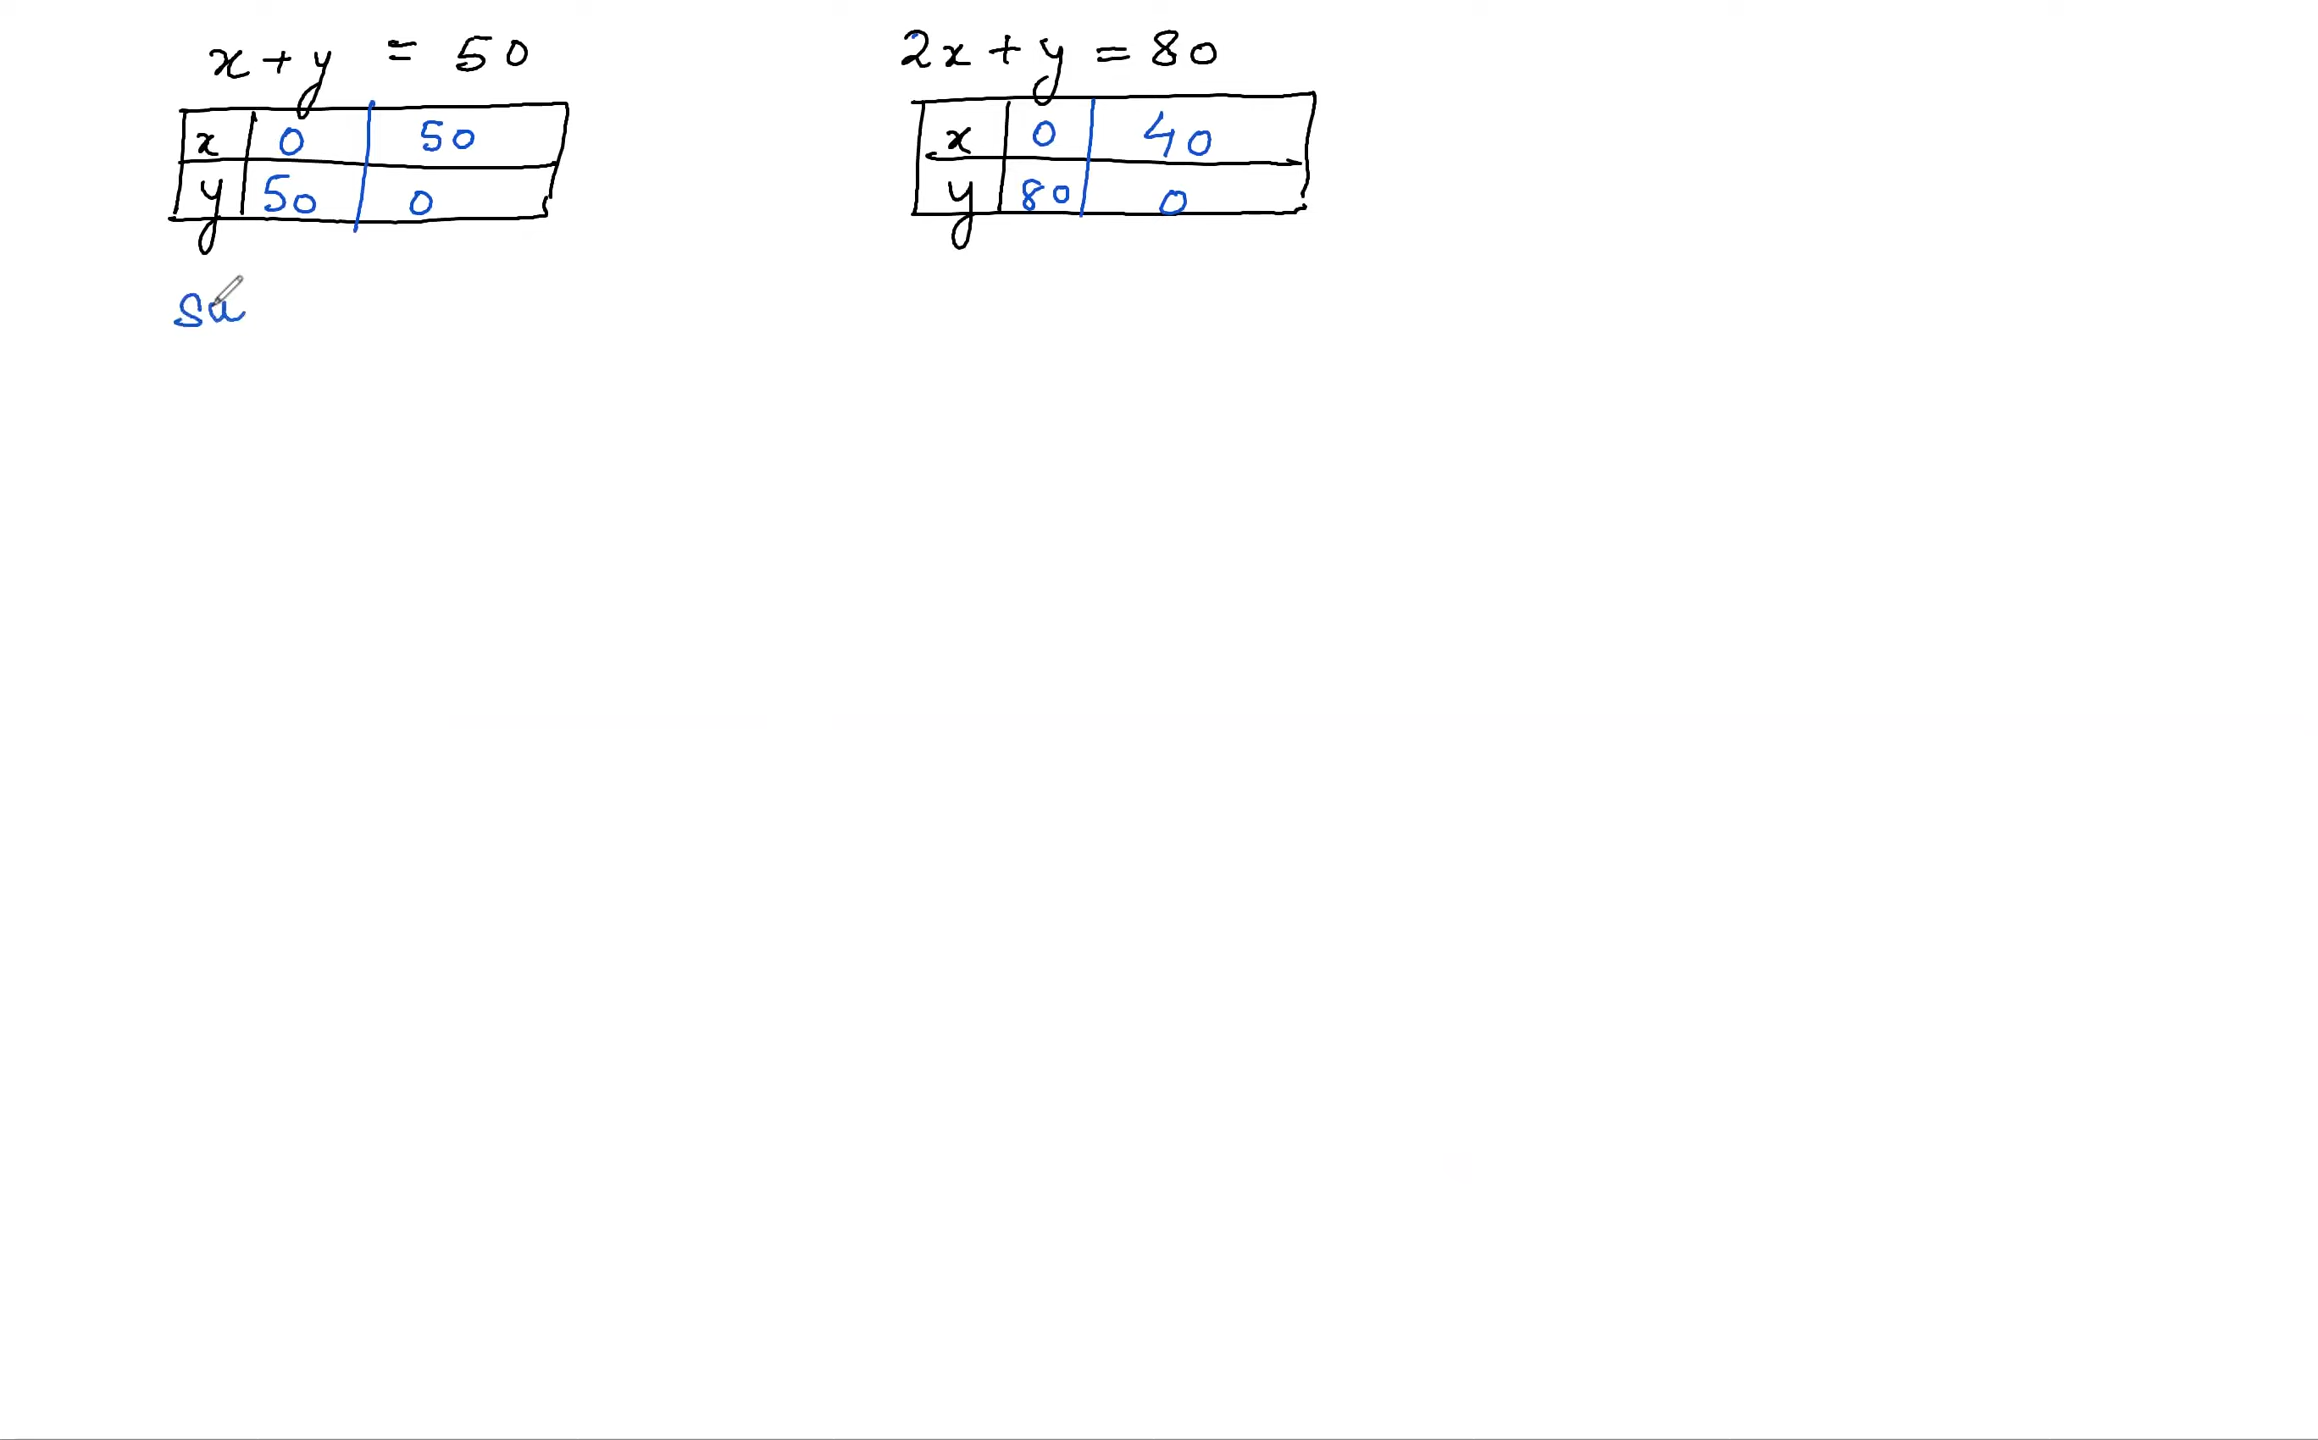 x + y = 50
2x + y = 80
x 0 50
y 50 0
x 0 40
y 80 0